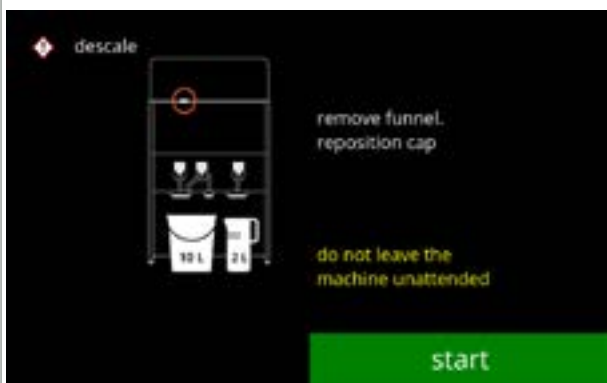 descale
remove funnel.
reposition cap
10 L
2 L
do not leave the
machine unattended
start